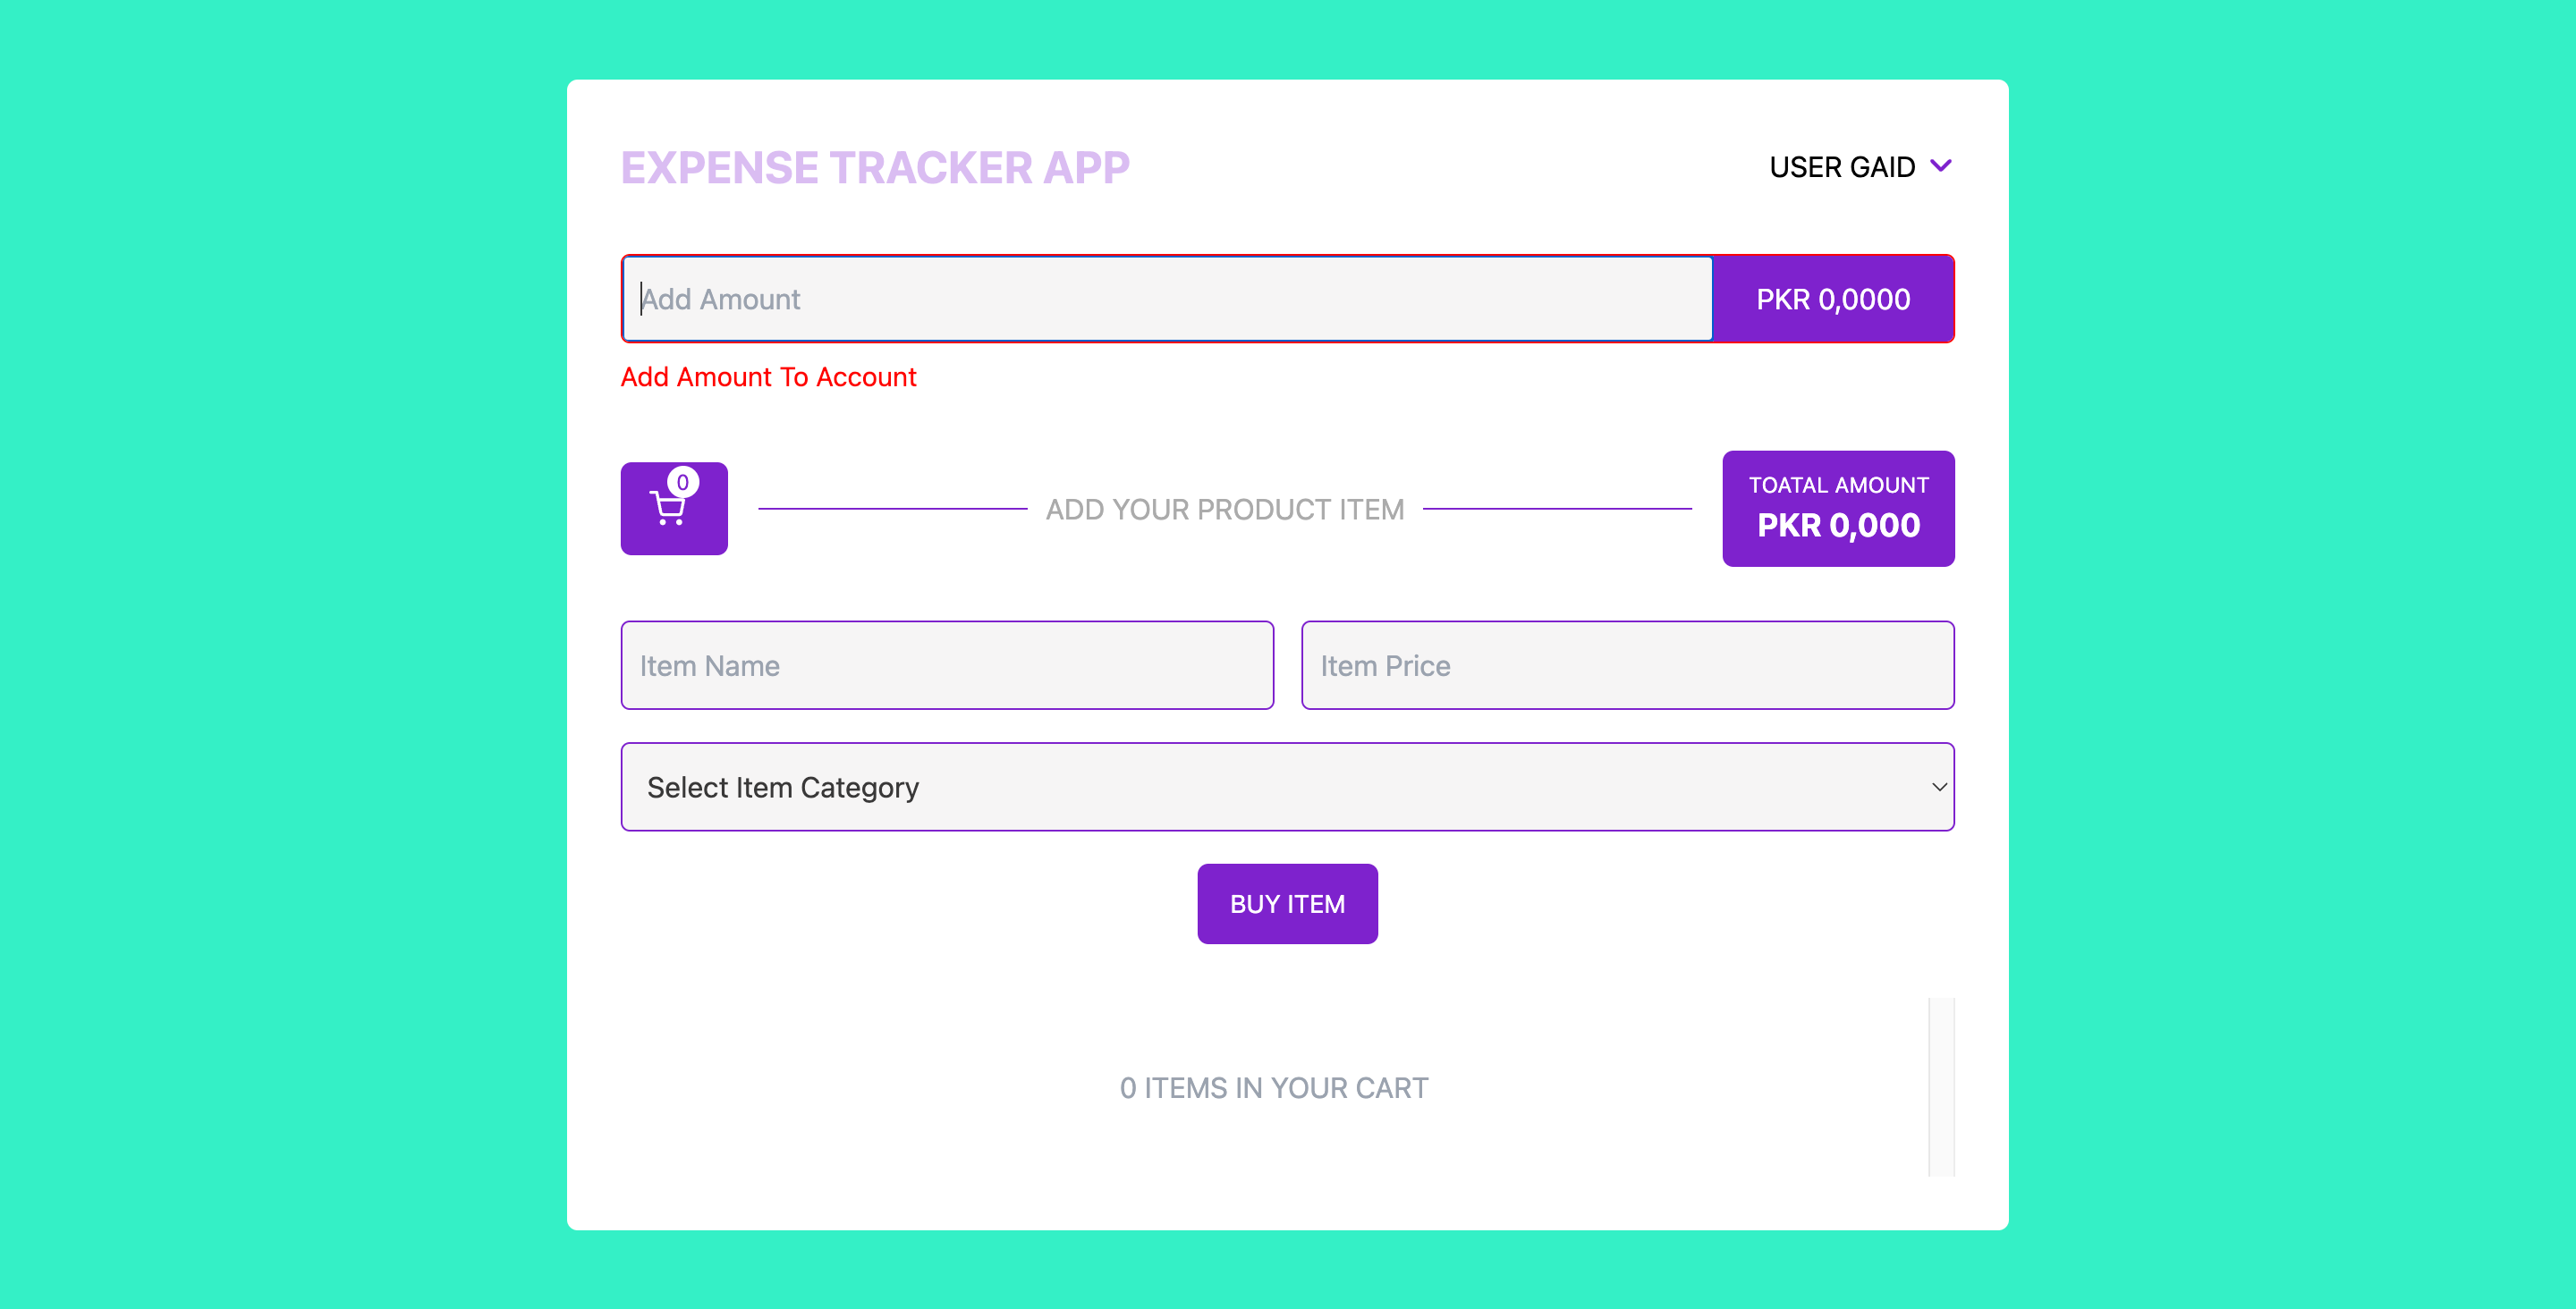 EXPENSE TRACKER APP
USER GAID
Add Amount
PKR 0,0000
Add Amount To Account
0
ADD YOUR PRODUCT ITEM
TOATAL AMOUNT
PKR 0,000
Item Name
Item Price
Select Item Category
BUY ITEM
0 ITEMS IN YOUR CART